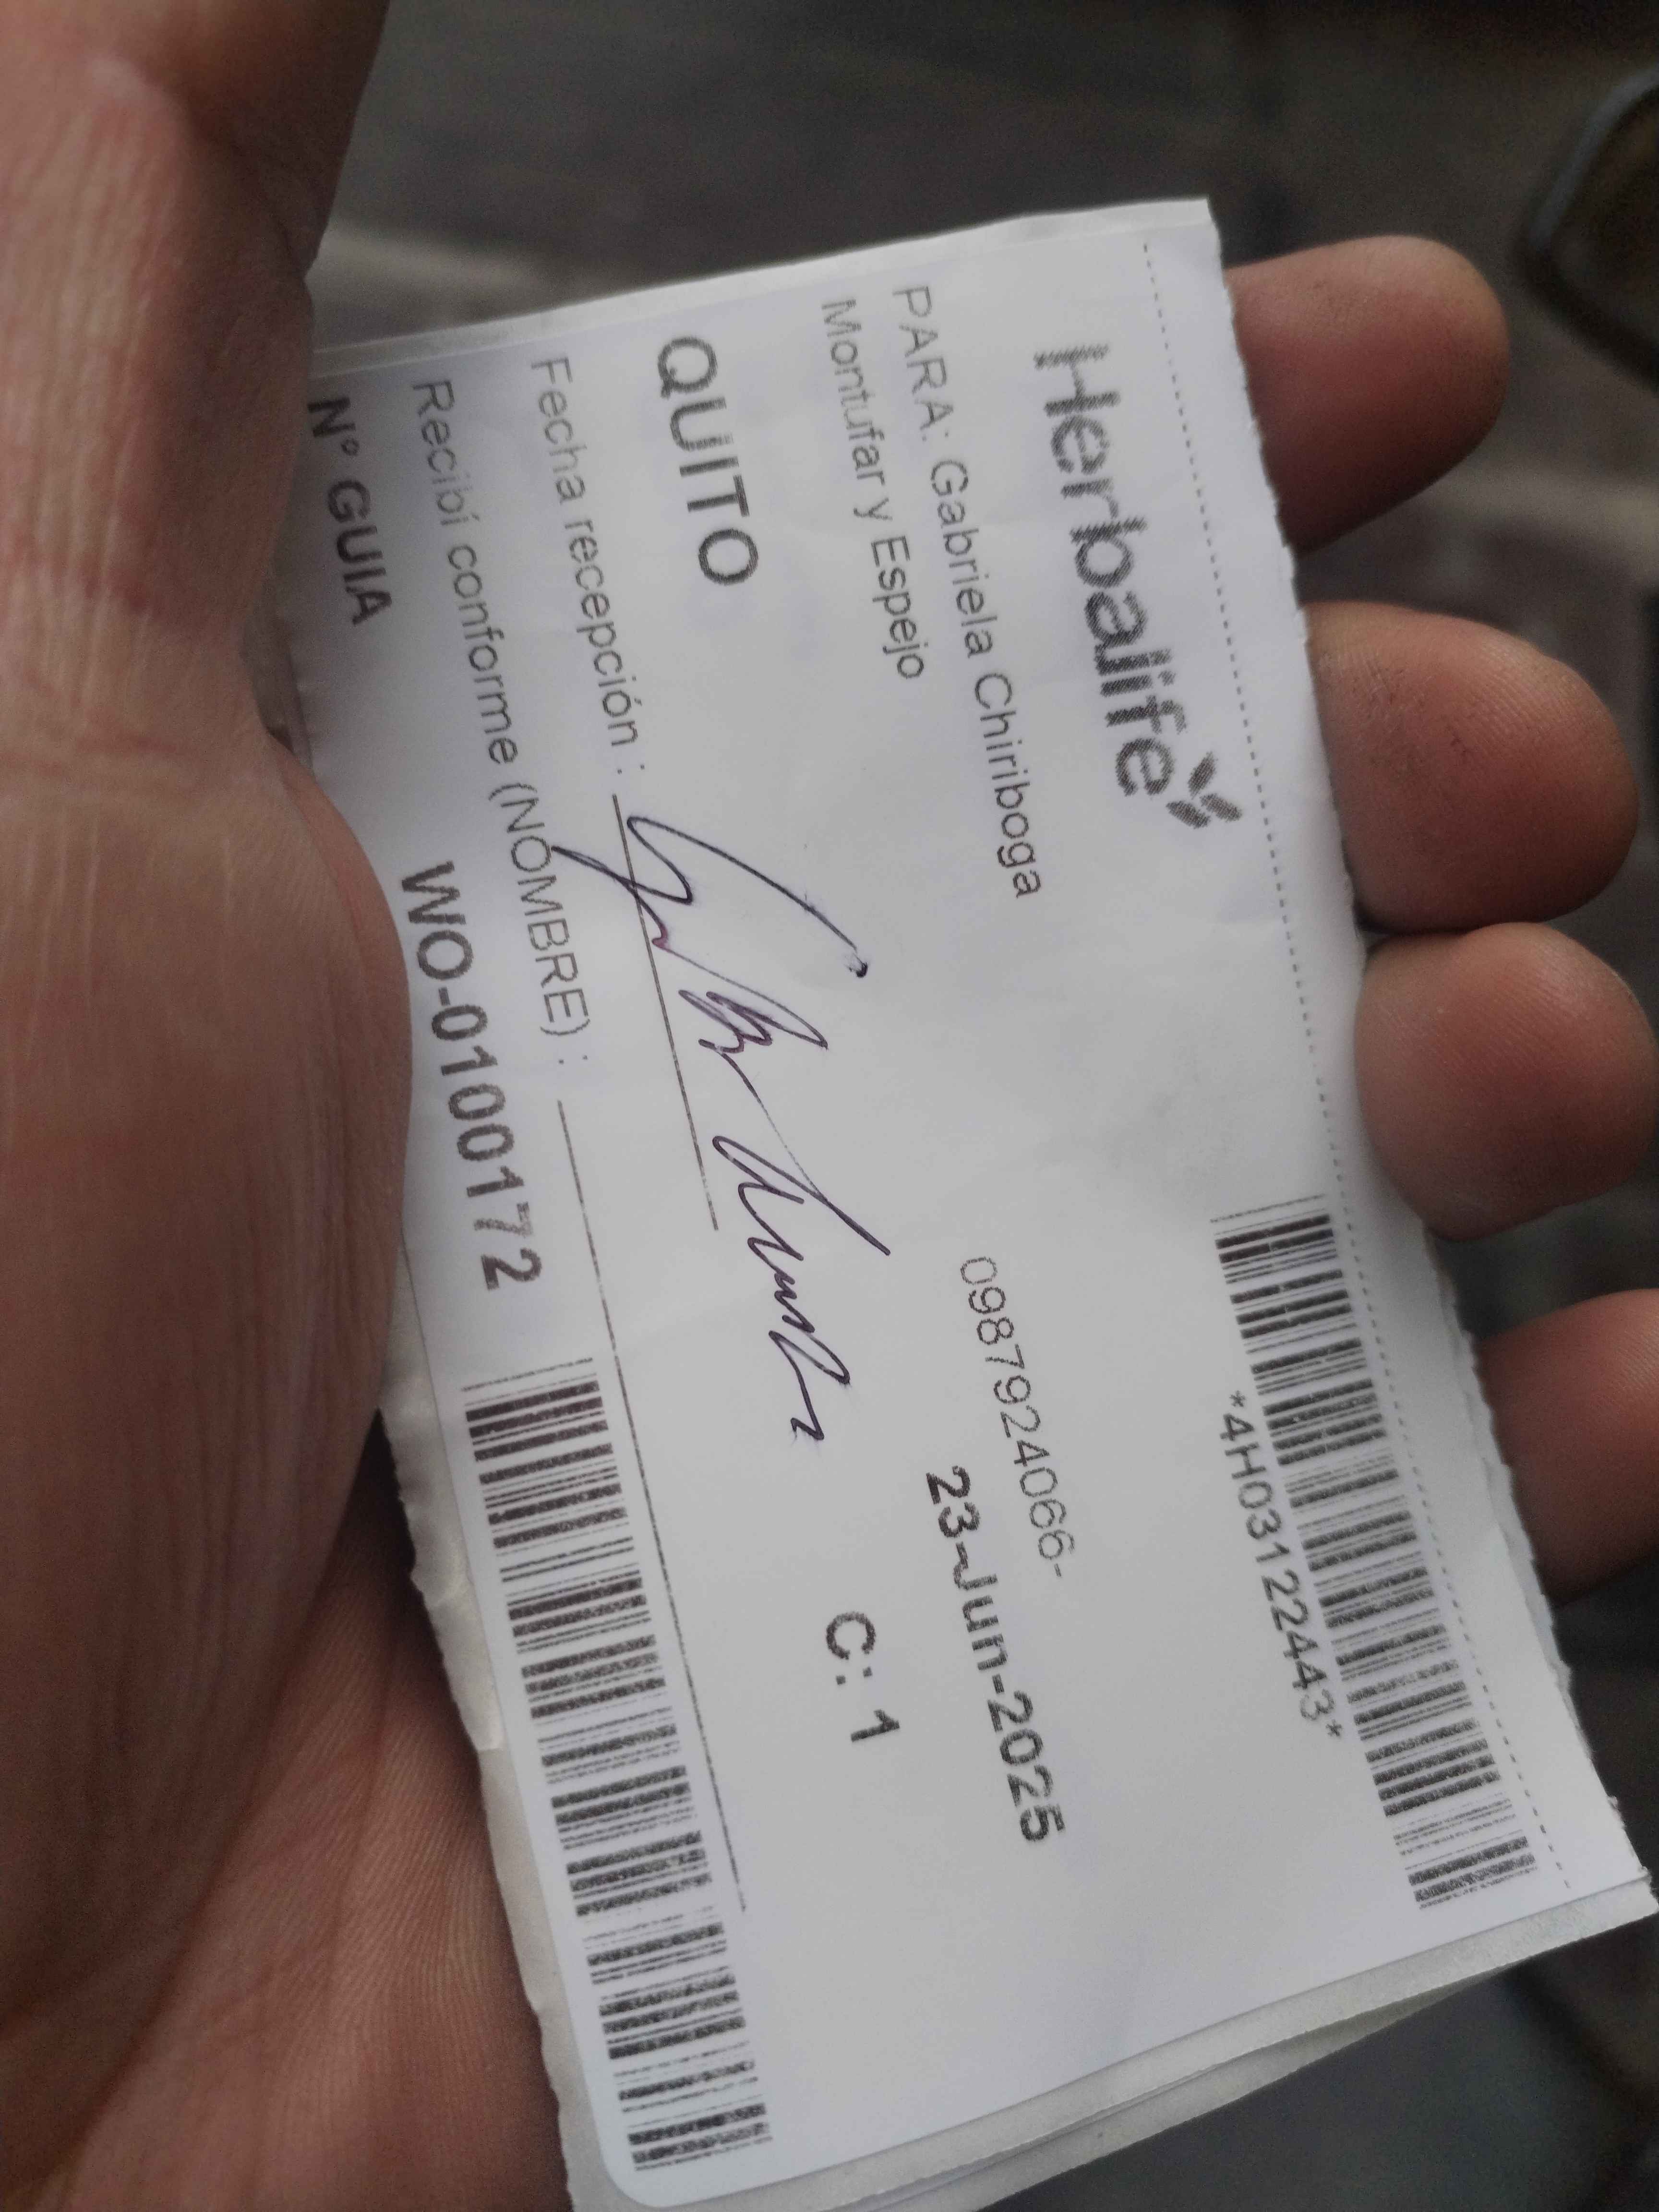 Herbalife
*4H03122443*
PARA: Gabriela Chiriboga 0987924066-
Montufar y Espejo 23-Jun-2025
QUITO C: 1
Fecha recepción :
Recibí conforme (NOMBRE) :
N° GUIA WO-0100172